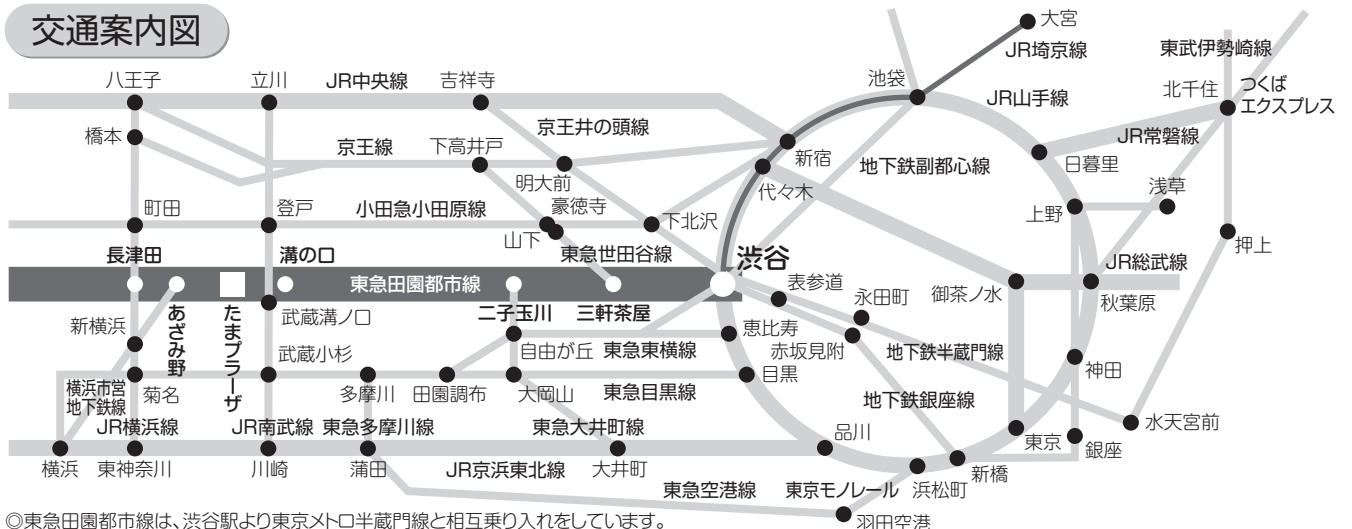 交通案内図
大宮
JR埼京線
東武伊勢崎線
八王子
立川
JR中央線
吉祥寺
池袋
JR山手線
北千住
つくば
エクスプレス
橋本
京王線
下高井戸
京王井の頭線
新宿
地下鉄副都心線
JR常磐線
日暮里
明大前
代々木
浅草
町田
登戸
小田急小田原線
豪徳寺
山下
下北沢
上野
押上
長津田
溝の口
東急世田谷線
渋谷
JR総武線
東急田園都市線
表参道
永田町
御茶ノ水
秋葉原
新横浜
あざみ野
たまプラーザ
武蔵溝ノ口
二子玉川
三軒茶屋
恵比寿
赤坂見附
地下鉄半蔵門線
武蔵小杉
自由が丘
東急東横線
目黒
神田
横浜市営
地下鉄線
菊名
多摩川
田園調布
大岡山
東急目黒線
地下鉄銀座線
水天宮前
JR横浜線
JR南武線
東急多摩川線
東急大井町線
品川
東京
銀座
横浜
東神奈川
川崎
蒲田
JR京浜東北線
大井町
東急空港線
東京モノレール
浜松町
新橋
羽田空港
◎東急田園都市線は、渋谷駅より東京メトロ半蔵門線と相互乗り入れをしています。